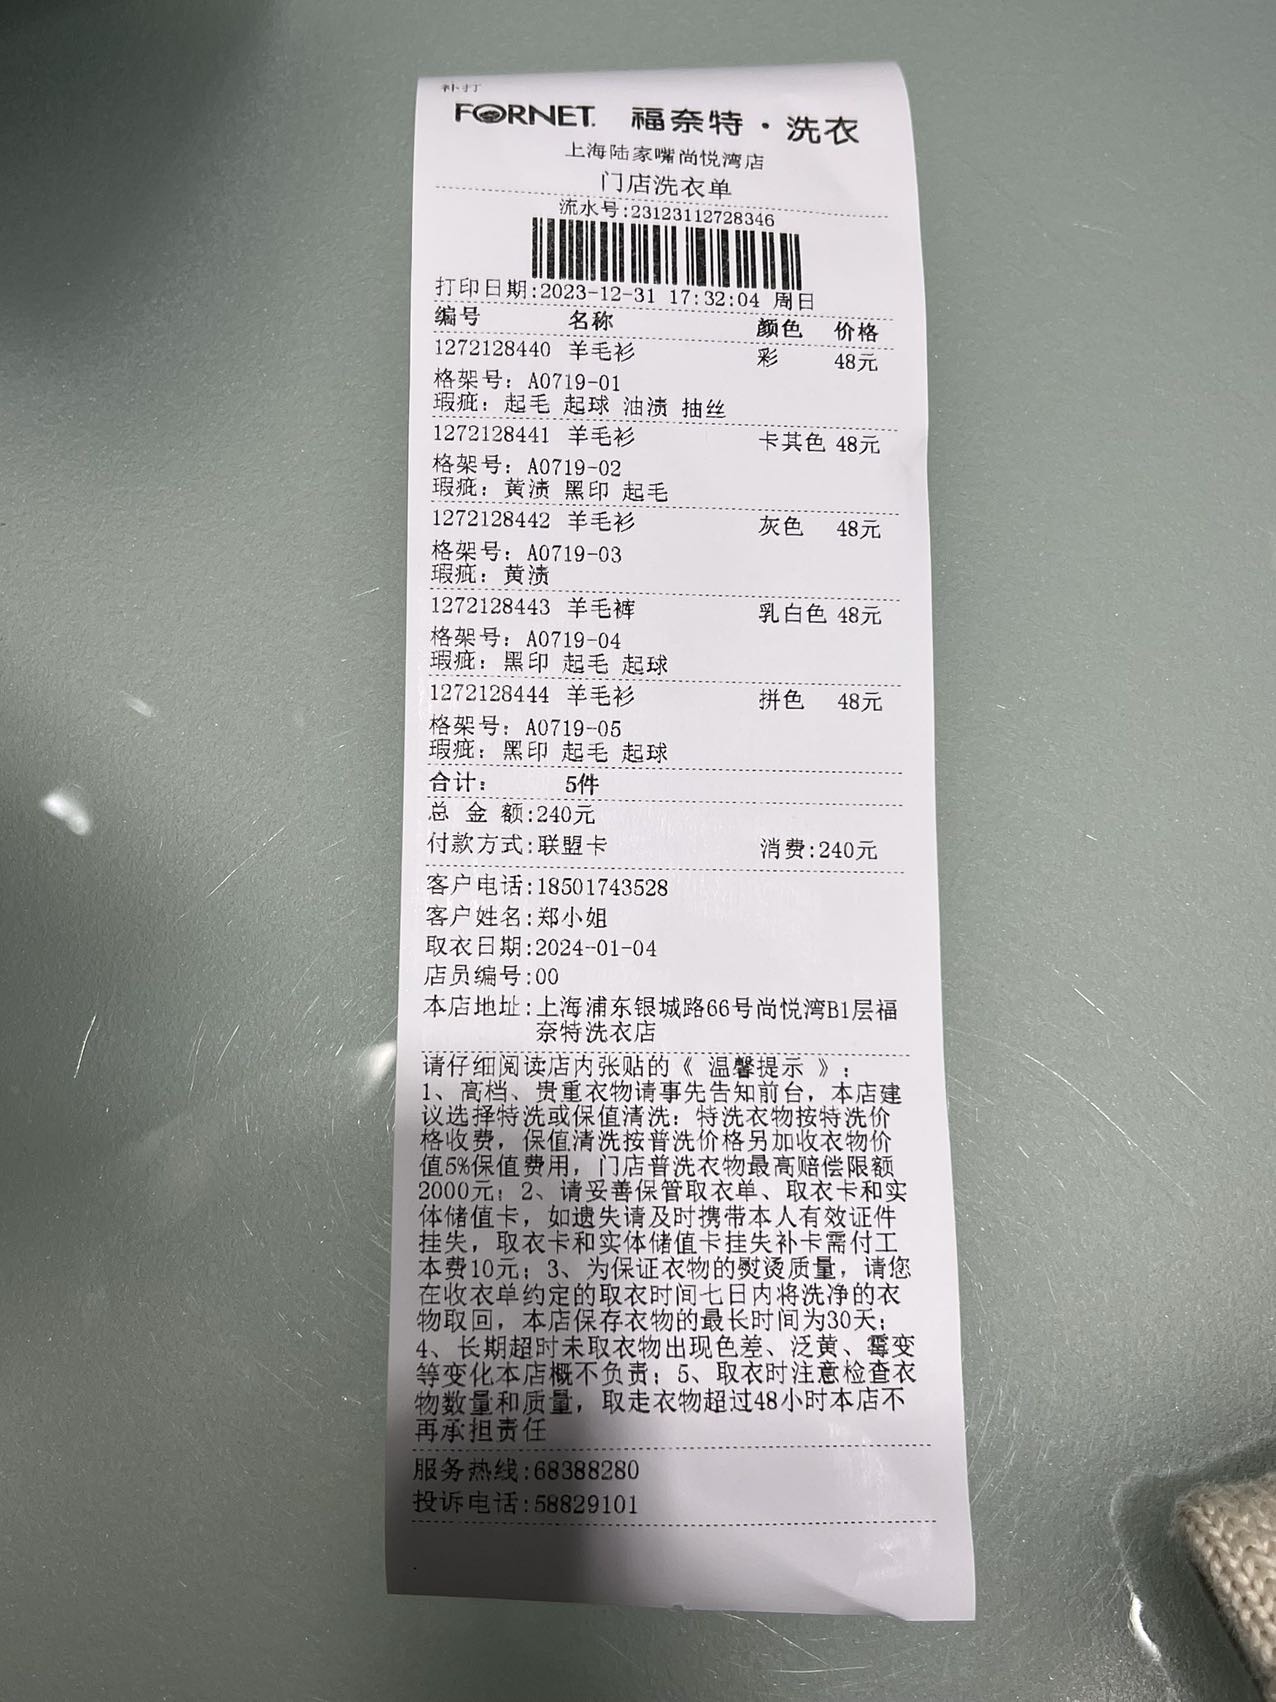 补打
FORNET. 福奈特·洗衣
上海陆家嘴尚悦湾店
门店洗衣单
流水号:23123112728346
打印日期:2023-12-31 17:32:04 周日
编号 名称 颜色 价格
1272128440 羊毛衫 彩 48元
格架号: A0719-01
瑕疵: 起毛 起球 油渍 抽丝
1272128441 羊毛衫 卡其色 48元
格架号: A0719-02
瑕疵: 黄渍 黑印 起毛
1272128442 羊毛衫 灰色 48元
格架号: A0719-03
瑕疵: 黄渍
1272128443 羊毛裤 乳白色 48元
格架号: A0719-04
瑕疵: 黑印 起毛 起球
1272128444 羊毛衫 拼色 48元
格架号: A0719-05
瑕疵: 黑印 起毛 起球
合计: 5件
总 金 额:240元
付款方式:联盟卡 消费:240元
客户电话:18501743528
客户姓名:郑小姐
取衣日期:2024-01-04
店员编号:00
本店地址:上海浦东银城路66号尚悦湾B1层福
奈特洗衣店
请仔细阅读店内张贴的《 温馨提示 》:
1、高档、贵重衣物请事先告知前台，本店建
议选择特洗或保值清洗: 特洗衣物按特洗价
格收费，保值清洗按普洗价格另加收衣物价
值5%保值费用，门店普洗衣物最高赔偿限额
2000元; 2、请妥善保管取衣单、取衣卡和实
体储值卡，如遗失请及时携带本人有效证件
挂失，取衣卡和实体储值卡挂失补卡需付工
本费10元; 3、为保证衣物的熨烫质量，请您
在收衣单约定的取衣时间七日内将洗净的衣
物取回，本店保存衣物的最长时间为30天;
4、长期超时未取衣物出现色差、泛黄、霉变
等变化本店概不负责; 5、取衣时注意检查衣
物数量和质量，取走衣物超过48小时本店不
再承担责任
服务热线:68388280
投诉电话:58829101